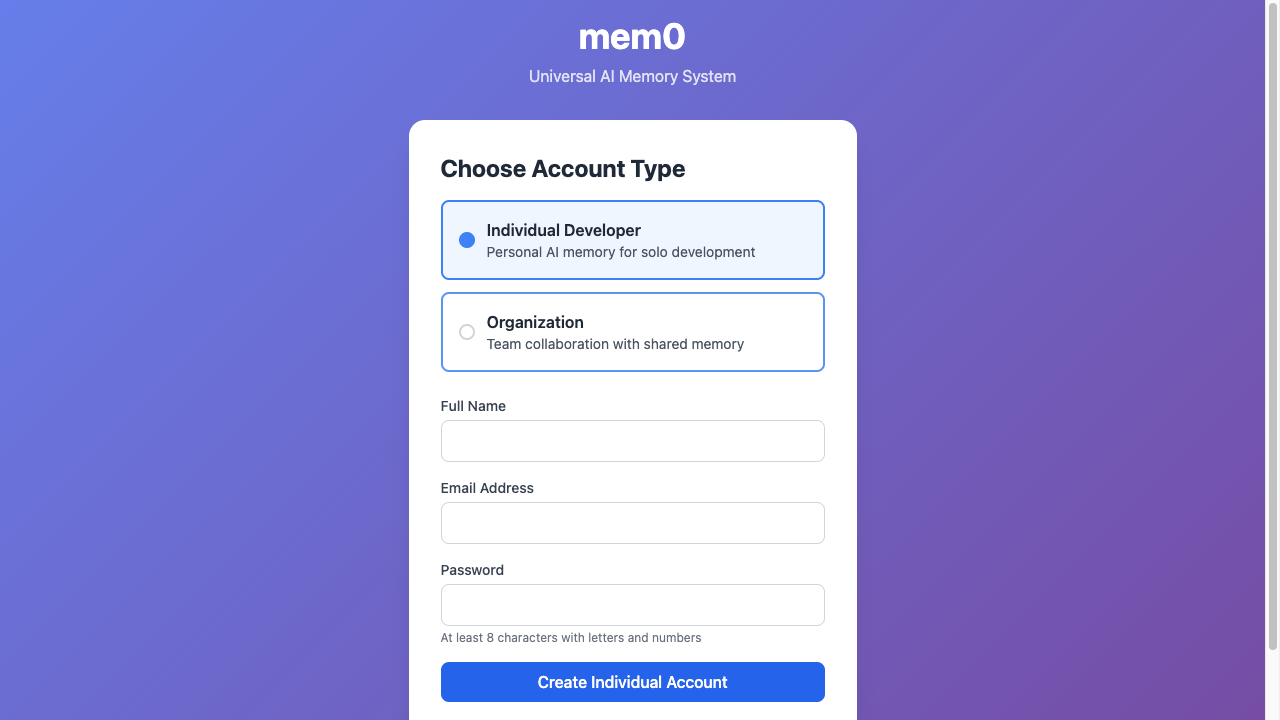 mem0
Universal AI Memory System
Choose Account Type
Individual Developer
Personal AI memory for solo development
Organization
Team collaboration with shared memory
Full Name
Email Address
Password
At least 8 characters with letters and numbers
Create Individual Account